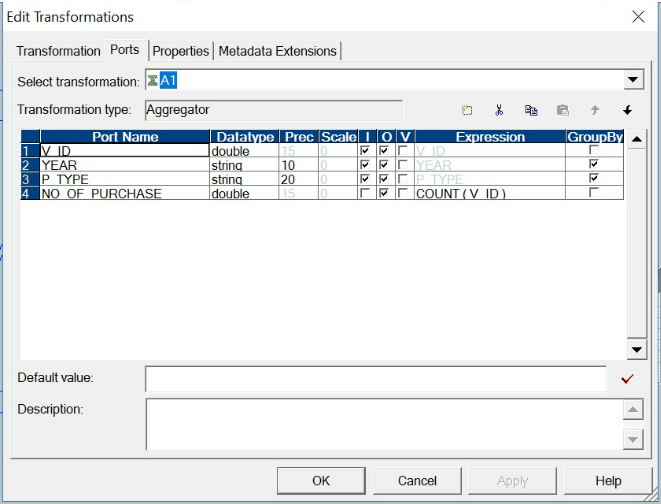 Edit Transformations
Transformation Ports Properties Metadata Extensions
Select transformation: A1
Transformation type: Aggregator
Port Name Datatype Prec Scale I O V Expression GroupBy
1 V_ID double 15 0 V_ID
2 YEAR string 10 0 YEAR
3 P_TYPE string 20 0 P_TYPE
4 NO_OF_PURCHASE double 15 0 COUNT ( V_ID )
Default value:
Description:
OK Cancel Apply Help